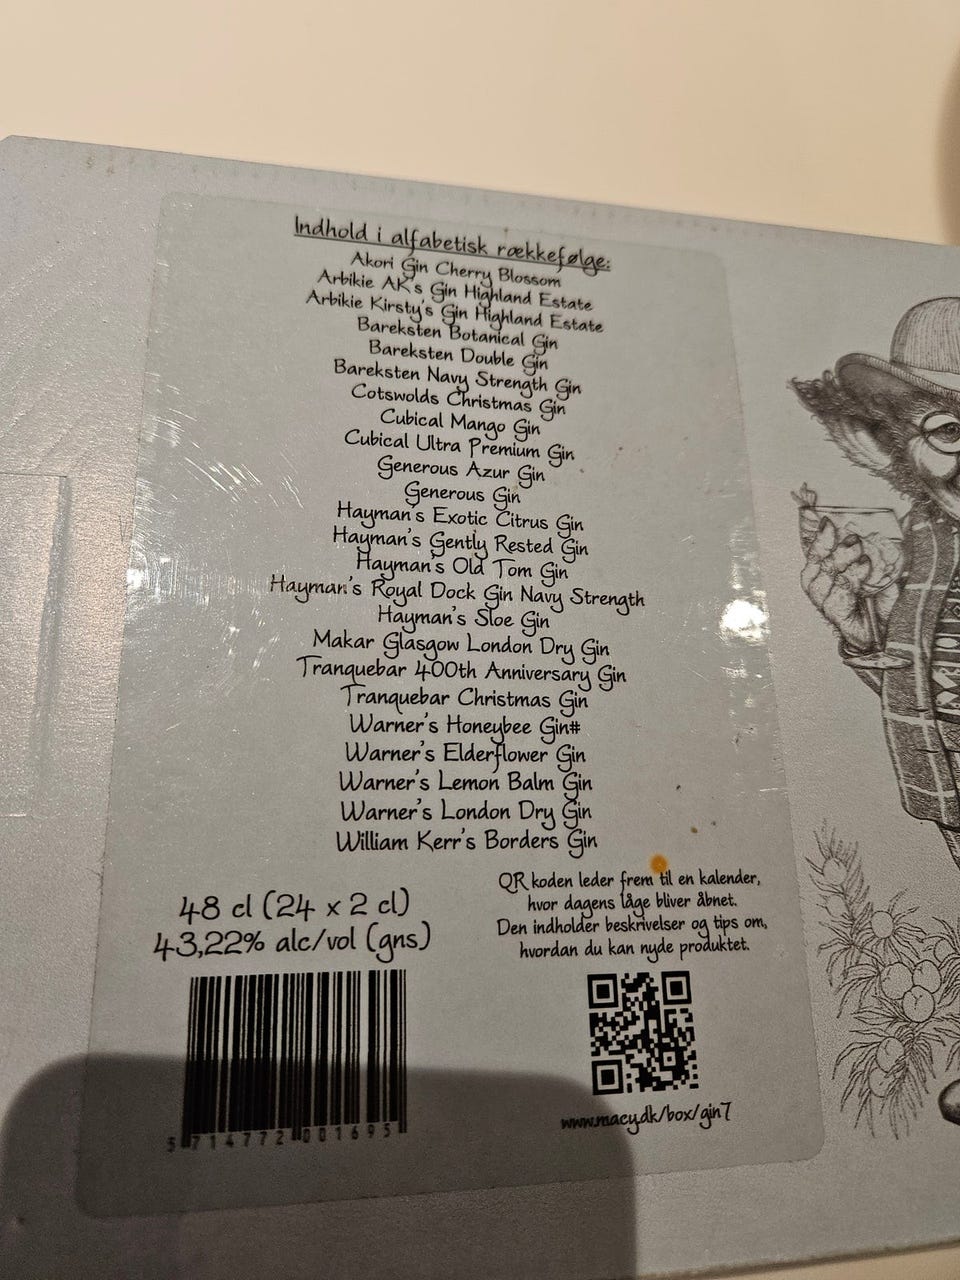 Indhold i alfabetisk rækkefølge:
Akori Gin Cherry Blossom
Arbikie AK's Gin Highland Estate
Arbikie Kirsty's Gin Highland Estate
Bareksten Botanical Gin
Bareksten Double Gin
Bareksten Navy Strength Gin
Cotswolds Christmas Gin
Cubical Mango Gin
Cubical Ultra Premium Gin
Generous Azur Gin
Generous Gin
Hayman's Exotic Citrus Gin
Hayman's Gently Rested Gin
Hayman's Old Tom Gin
Hayman's Royal Dock Gin Navy Strength
Hayman's Sloe Gin
Makar Glasgow London Dry Gin
Tranquebar 400th Anniversary Gin
Tranquebar Christmas Gin
Warner's Honeybee Gin#
Warner's Elderflower Gin
Warner's Lemon Balm Gin
Warner's London Dry Gin
William Kerr's Borders Gin
48 cl (24 x 2 cl)
43,22% alc/vol (gns)
5 714772 001695
QR koden leder frem til en kalender,
hvor dagens låge bliver åbnet.
Den indholder beskrivelser og tips om,
hvordan du kan nyde produktet.
www.macy.dk/box/gin7